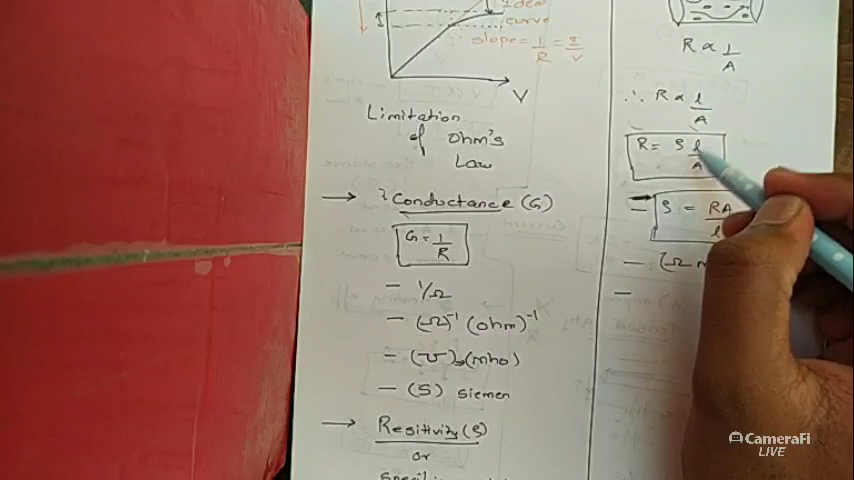 Ideal
curve
slope = 1/R = I/V
V
Limitation
of Ohm's
Law
→ Conductance (G)
G = 1/R
- 1/Ω
- (Ω)⁻¹ (ohm)⁻¹
- (℧) (mho)
- (S) siemen
→ Resitivity (ρ)
or
R ∝ 1/A
∴ R ∝ l/A
R = ρ l/A
- ρ = RA/l
- (Ω
-
CameraFi
LIVE